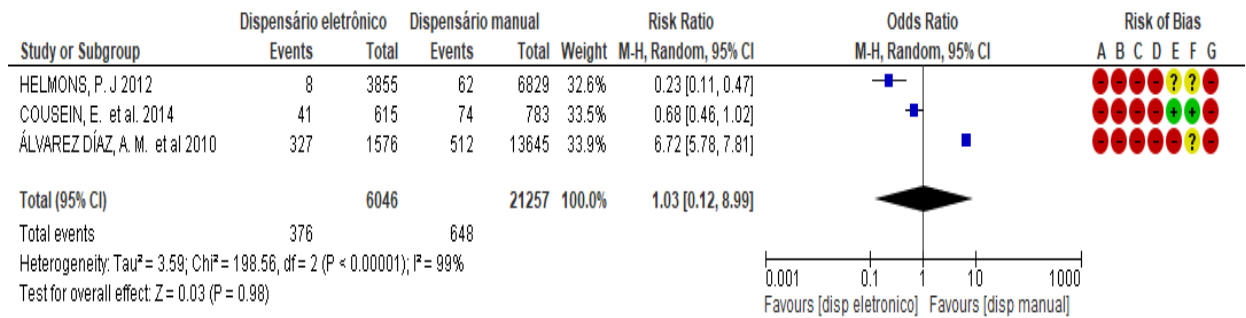 Dispensário eletrônico Dispensário manual Risk Ratio Odds Ratio Risk of Bias
Study or Subgroup Events Total Events Total Weight M-H, Random, 95% CI M-H, Random, 95% CI A B C D E F G
HELMONS, P. J 2012 8 3855 62 6829 32.6% 0.23 [0.11, 0.47] - - - - ? ? -
COUSEIN, E. et al. 2014 41 615 74 783 33.5% 0.68 [0.46, 1.02] - - - - + + -
ÁLVAREZ DÍAZ, A. M. et al 2010 327 1576 512 13645 33.9% 6.72 [5.78, 7.81] - - - - - ? -
Total (95% CI) 6046 21257 100.0% 1.03 [0.12, 8.99]
Total events 376 648
Heterogeneity: Tau² = 3.59; Chi² = 198.56, df = 2 (P < 0.00001); I² = 99%
Test for overall effect: Z = 0.03 (P = 0.98)
0.001 0.1 1 10 1000
Favours [disp eletronico] Favours [disp manual]